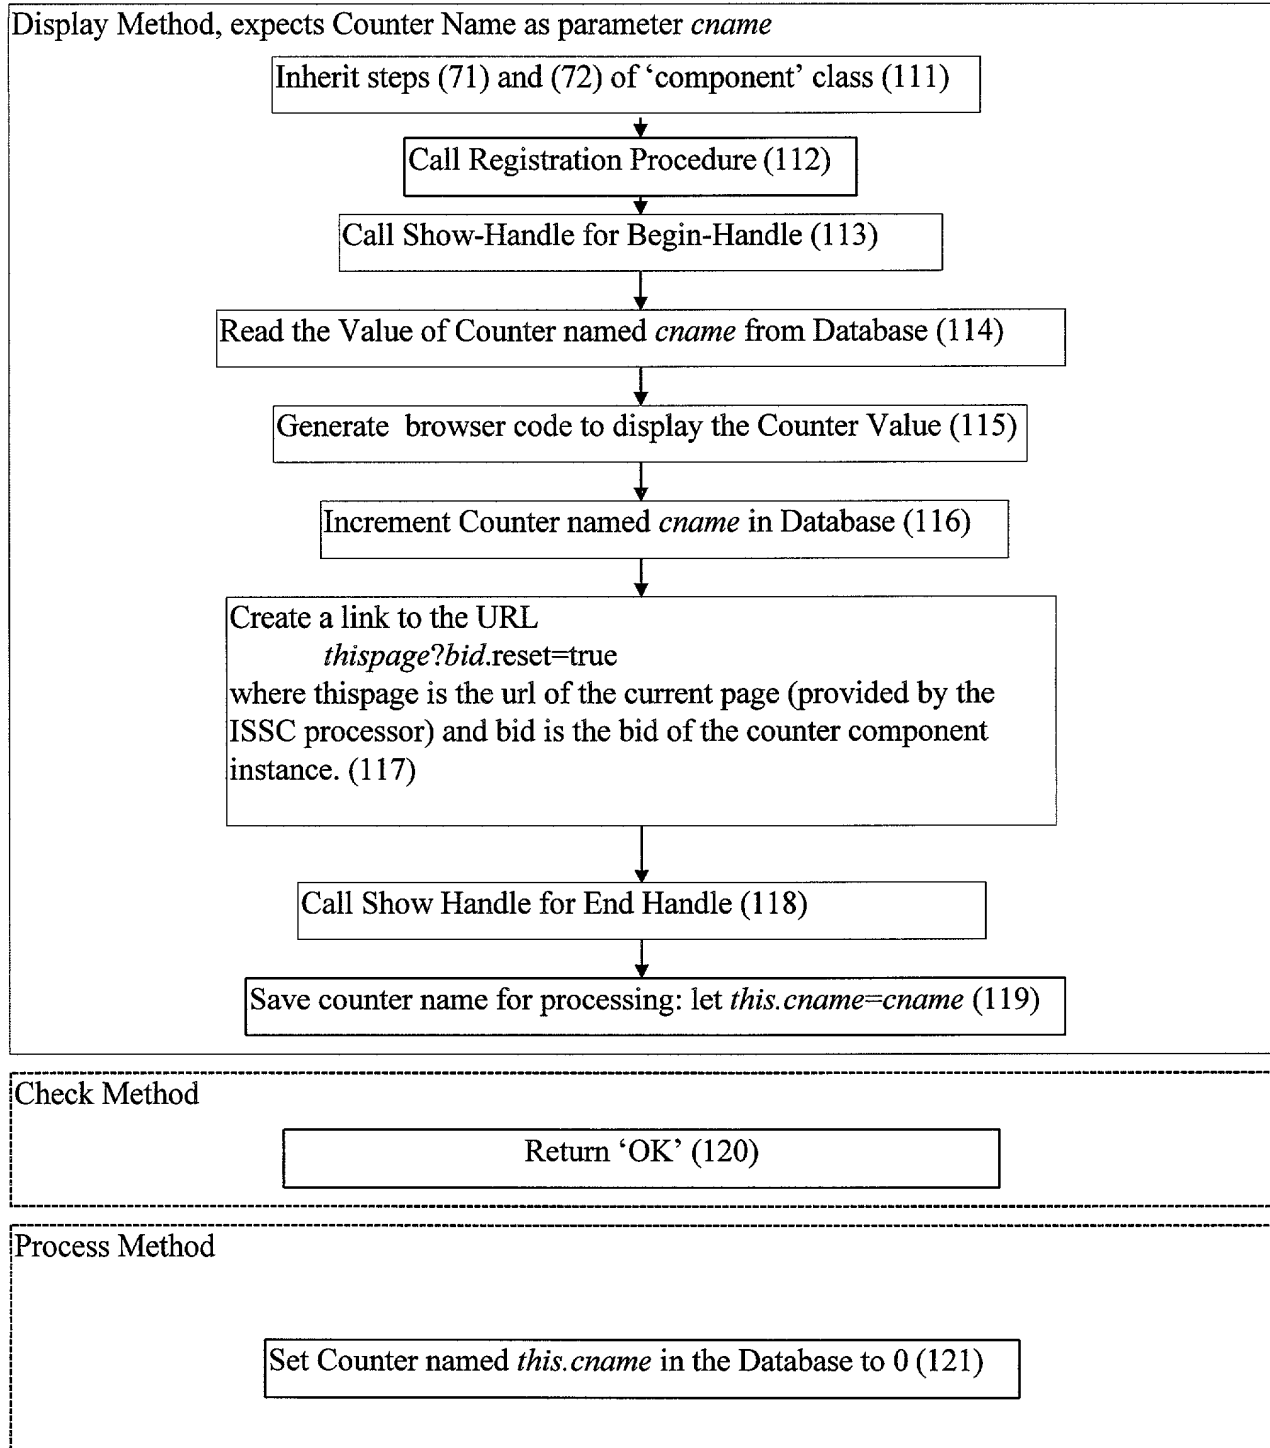 Display Method, expects Counter Name as parameter cname
Inherit steps (71) and (72) of ‘component’ class (111)
Call Registration Procedure (112)
Call Show-Handle for Begin-Handle (113)
Read the Value of Counter named cname from Database (114)
Generate browser code to display the Counter Value (115)
Increment Counter named cname in Database (116)
Create a link to the URL
thispage?bid.reset=true
where thispage is the url of the current page (provided by the
ISSC processor) and bid is the bid of the counter component
instance. (117)
Call Show Handle for End Handle (118)
Save counter name for processing: let this.cname=cname (119)
Check Method
Return ‘OK’ (120)
Process Method
Set Counter named this.cname in the Database to 0 (121)